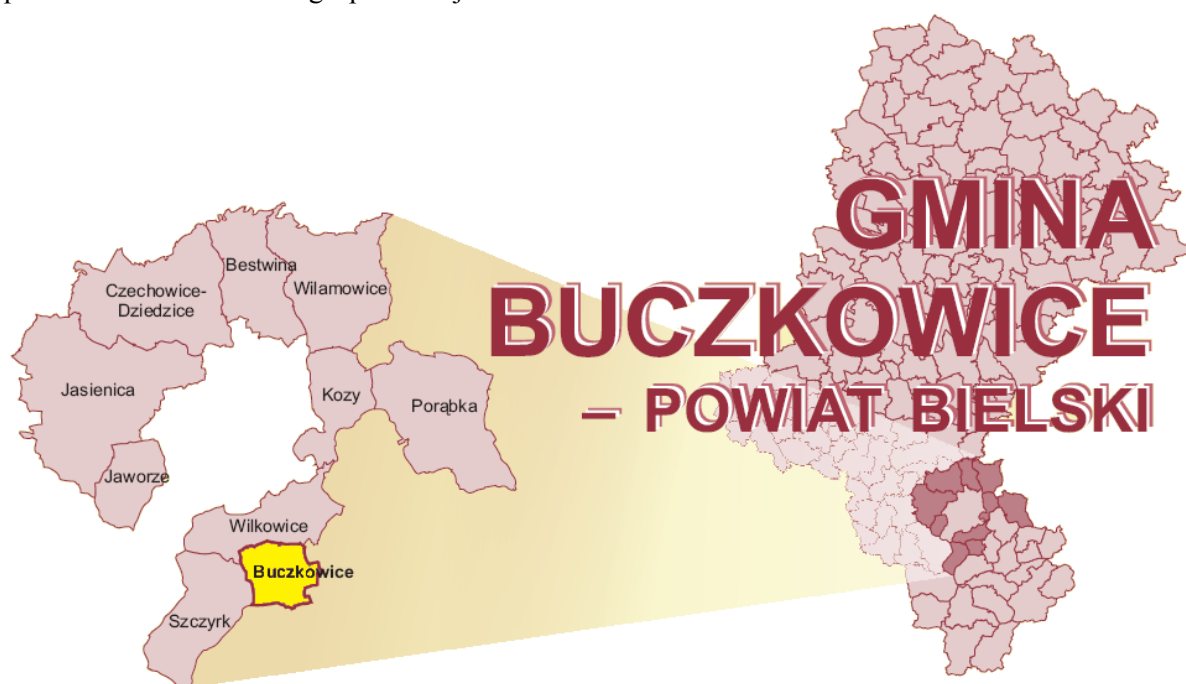 GMINA
BUCZKOWICE
– POWIAT BIELSKI
Bestwina
Wilamowice
Czechowice-
Dziedzice
Jasienica
Kozy
Porąbka
Jaworze
Wilkowice
Buczkowice
Szczyrk